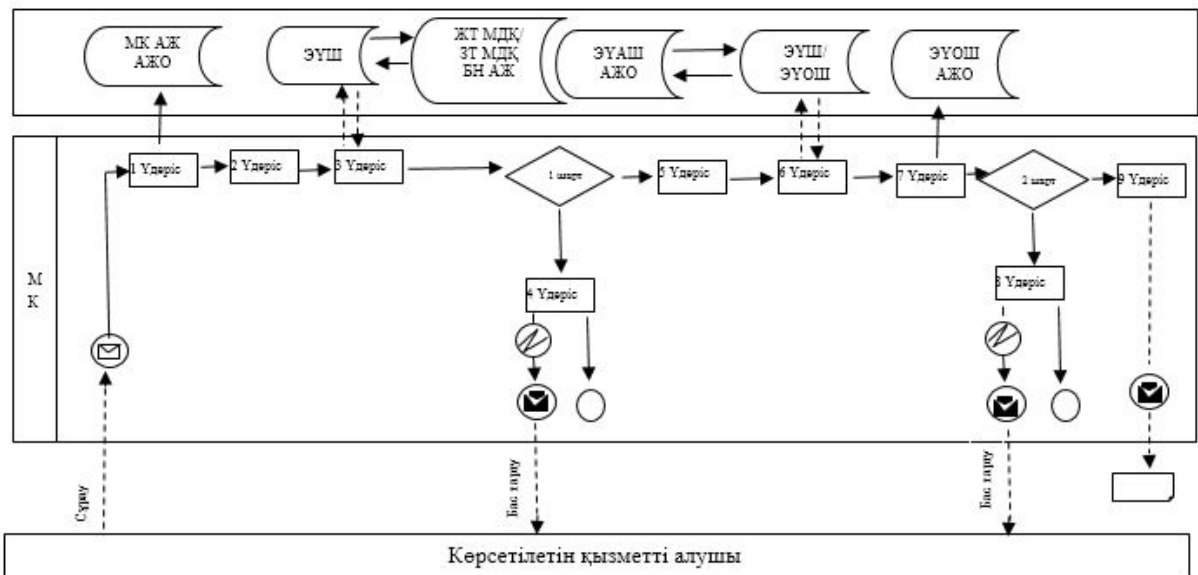 МК АЖ
АЖО
ЭҮШ
ЖТ МДҚ/
ЗТ МДҚ
БН АЖ
ЭҮАШ
АЖО
ЭҮШ/
ЭҮОШ
ЭҮОШ
АЖО
1 Үдеріс
2 Үдеріс
3 Үдеріс
1 шарт
5 Үдеріс
6 Үдеріс
7 Үдеріс
2 шарт
9 Үдеріс
М
К
4 Үдеріс
8 Үдеріс
Сұрау
Бас тарту
Бас тарту
Көрсетілетін қызметті алушы